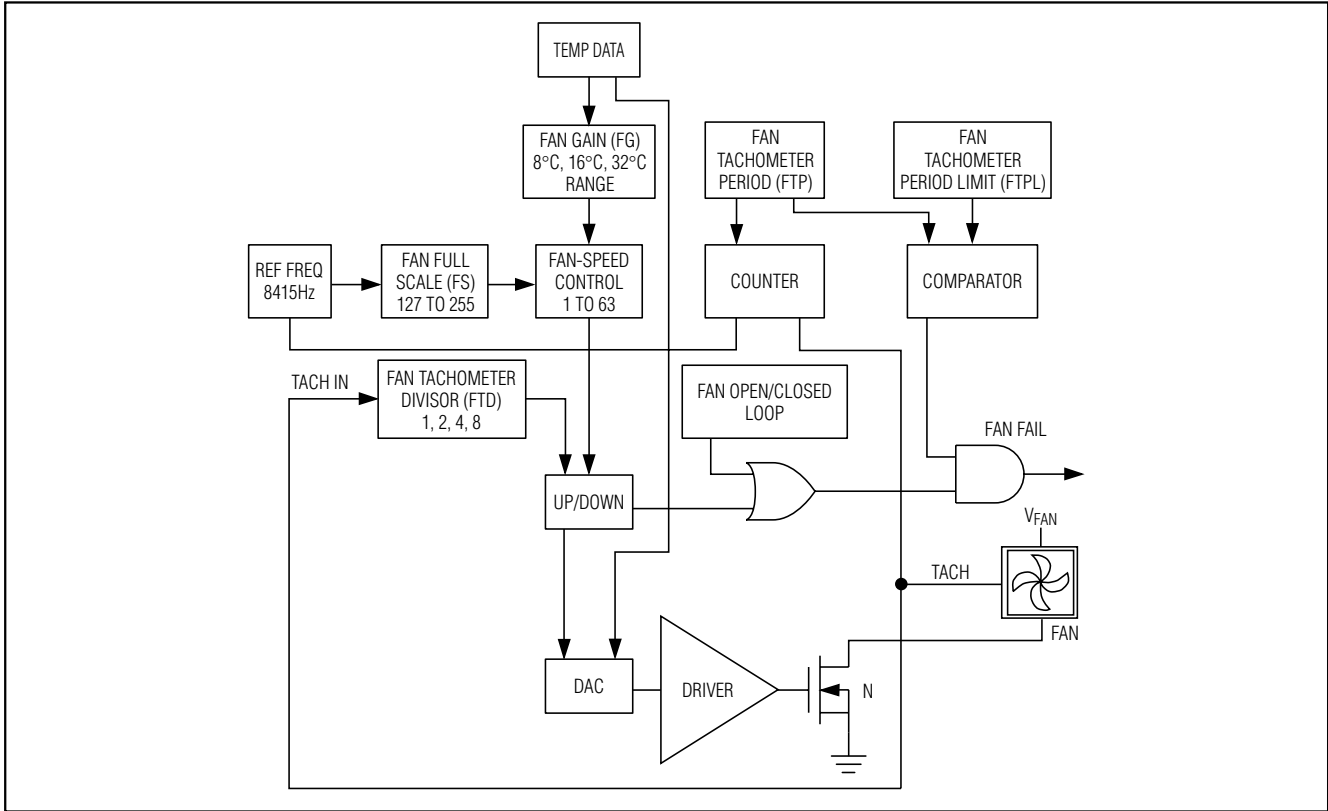 TEMP DATA
FAN GAIN (FG)
8°C, 16°C, 32°C
RANGE
FAN
TACHOMETER
PERIOD (FTP)
FAN
TACHOMETER
PERIOD LIMIT (FTPL)
REF FREQ
8415Hz
FAN FULL
SCALE (FS)
127 TO 255
FAN-SPEED
CONTROL
1 TO 63
COUNTER
COMPARATOR
TACH IN
FAN TACHOMETER
DIVISOR (FTD)
1, 2, 4, 8
FAN OPEN/CLOSED
LOOP
FAN FAIL
UP/DOWN
VFAN
TACH
FAN
DAC
DRIVER
N